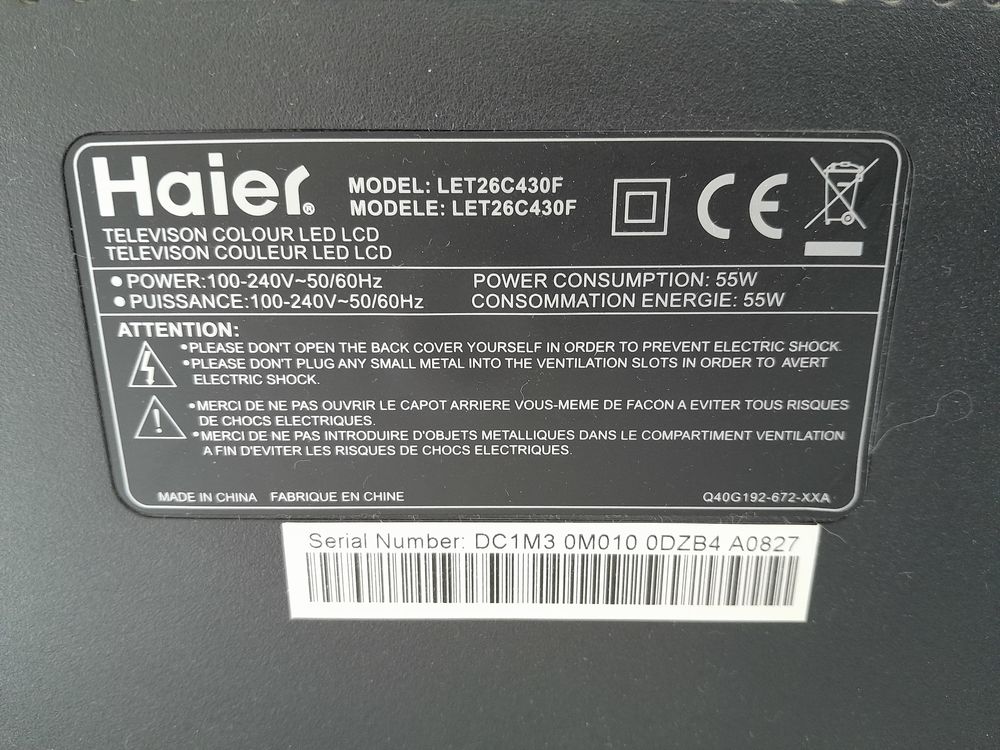 Haier®
MODEL: LET26C430F
MODELE: LET26C430F
TELEVISON COLOUR LED LCD
TELEVISON COULEUR LED LCD
CE
• POWER:100-240V~50/60Hz POWER CONSUMPTION: 55W
• PUISSANCE:100-240V~50/60Hz CONSOMMATION ENERGIE: 55W
ATTENTION:
•PLEASE DON'T OPEN THE BACK COVER YOURSELF IN ORDER TO PREVENT ELECTRIC SHOCK.
•PLEASE DON'T PLUG ANY SMALL METAL INTO THE VENTILATION SLOTS IN ORDER TO AVERT
ELECTRIC SHOCK.
•MERCI DE NE PAS OUVRIR LE CAPOT ARRIERE VOUS-MEME DE FACON A EVITER TOUS RISQUES
DE CHOCS ELECTRIQUES.
•MERCI DE NE PAS INTRODUIRE D'OBJETS METALLIQUES DANS LE COMPARTIMENT VENTILATION
A FIN D'EVITER LES RISQUES DE CHOCS ELECTRIQUES.
MADE IN CHINA FABRIQUE EN CHINE Q40G192-672-XXA
Serial Number: DC1M3 0M010 0DZB4 A0827